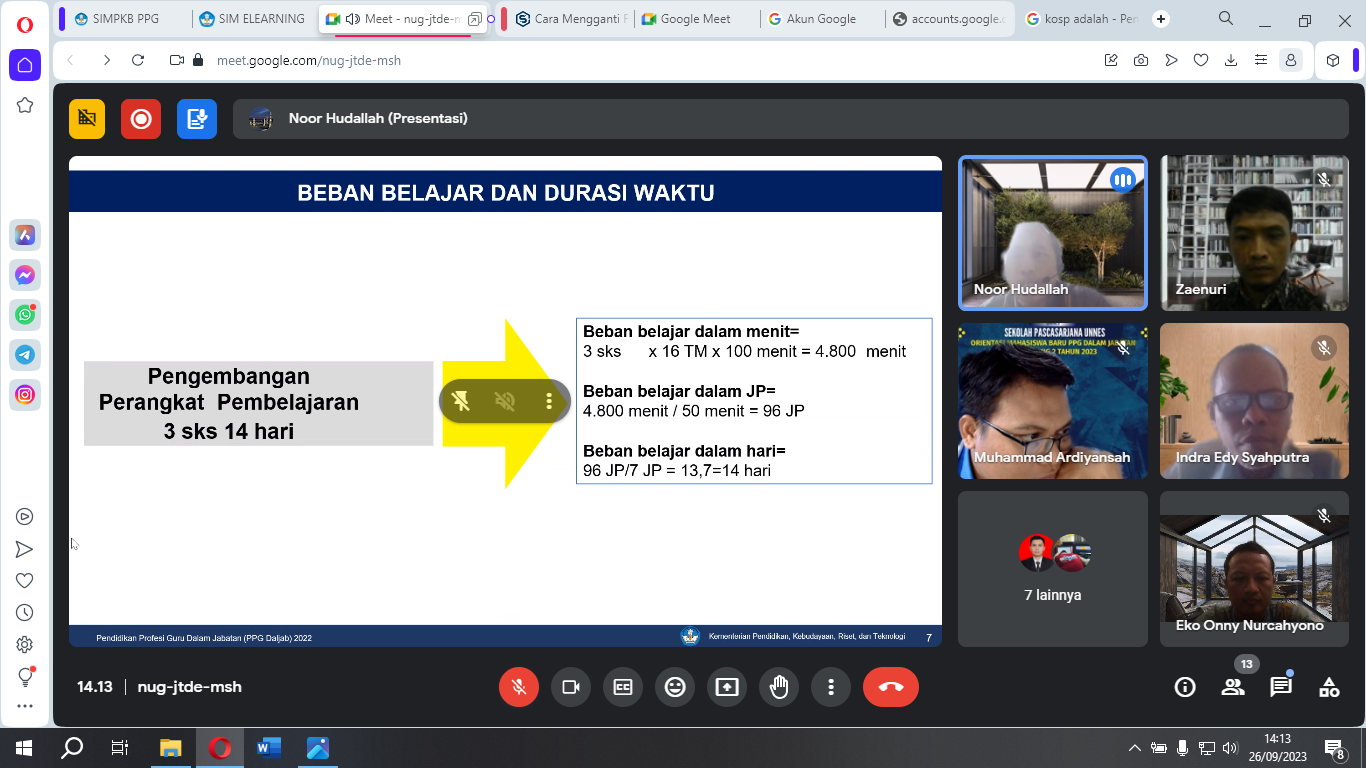 SIMPKB PPG
SIM ELEARNING
Meet - nug-jtde-m
Cara Mengganti F
Google Meet
Akun Google
accounts.google.c
kosp adalah - Per
meet.google.com/nug-jtde-msh
Noor Hudallah (Presentasi)
BEBAN BELAJAR DAN DURASI WAKTU
Pengembangan
Perangkat Pembelajaran
3 sks 14 hari
Beban belajar dalam menit=
3 sks x 16 TM x 100 menit = 4.800 menit
Beban belajar dalam JP=
4.800 menit / 50 menit = 96 JP
Beban belajar dalam hari=
96 JP/7 JP = 13,7=14 hari
Pendidikan Profesi Guru Dalam Jabatan (PPG Daljab) 2022
Kementerian Pendidikan, Kebudayaan, Riset, dan Teknologi
7
Noor Hudallah
Zaenuri
SEKOLAH PASCASARJANA UNNES
ORIENTASI MAHASISWA BARU PPG DALAM JABATAN
2 TAHUN 2023
Muhammad Ardiyansah
Indra Edy Syahputra
7 lainnya
Eko Onny Nurcahyono
14.13
nug-jtde-msh
13
14:13
26/09/2023
8